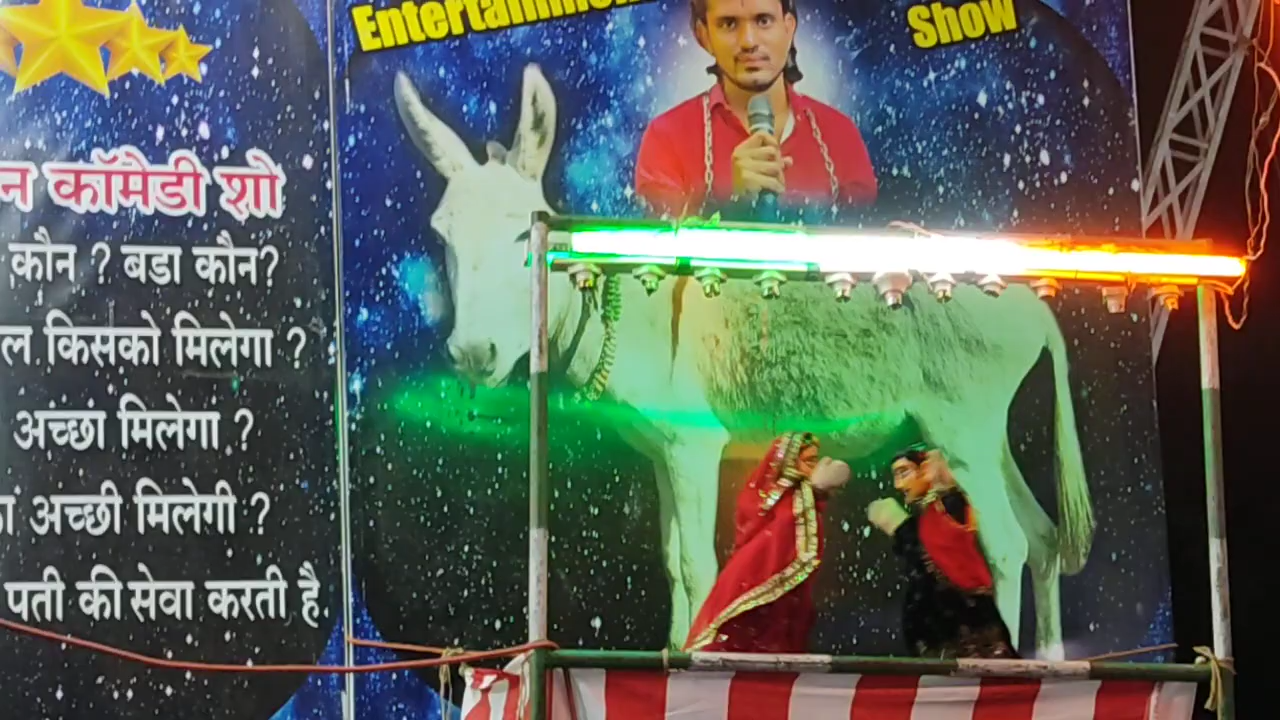 Entertainment Show
न कॉमेडी शो
कौन ? बडा कौन?
ल किसको मिलेगा ?
अच्छा मिलेगा ?
अच्छी मिलेगी ?
पती की सेवा करती है.